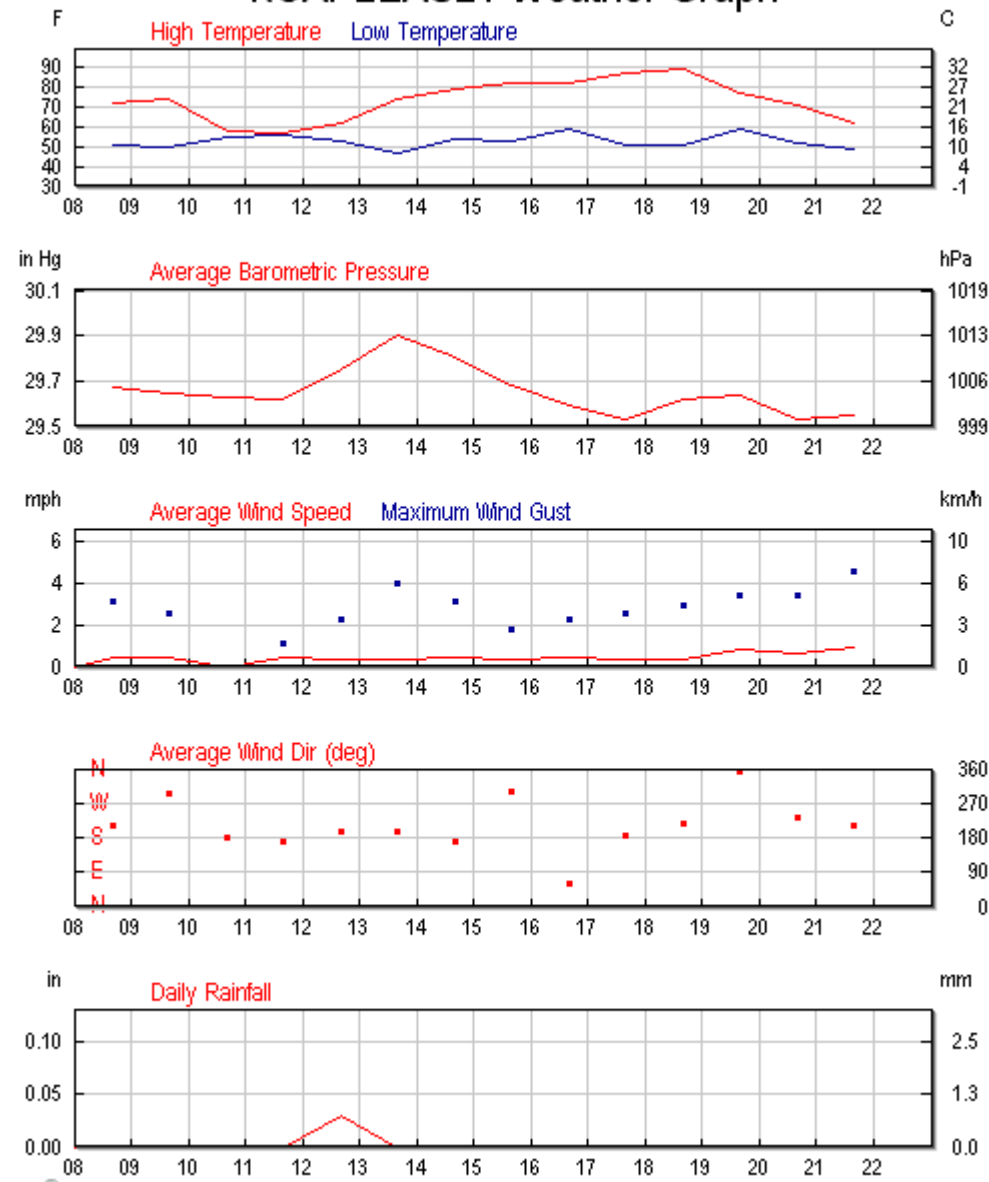 Weather Graph
F C
High Temperature Low Temperature
90 32
80 27
70 21
60 16
50 10
40 4
30 -1
08 09 10 11 12 13 14 15 16 17 18 19 20 21 22
in Hg hPa
Average Barometric Pressure
30.1 1019
29.9 1013
29.7 1006
29.5 999
08 09 10 11 12 13 14 15 16 17 18 19 20 21 22
mph km/h
Average Wind Speed Maximum Wind Gust
6 10
4 6
2 3
0 0
08 09 10 11 12 13 14 15 16 17 18 19 20 21 22
Average Wind Dir (deg)
N 360
W 270
S 180
E 90
N 0
08 09 10 11 12 13 14 15 16 17 18 19 20 21 22
in mm
Daily Rainfall
0.10 2.5
0.05 1.3
0.00 0.0
08 09 10 11 12 13 14 15 16 17 18 19 20 21 22